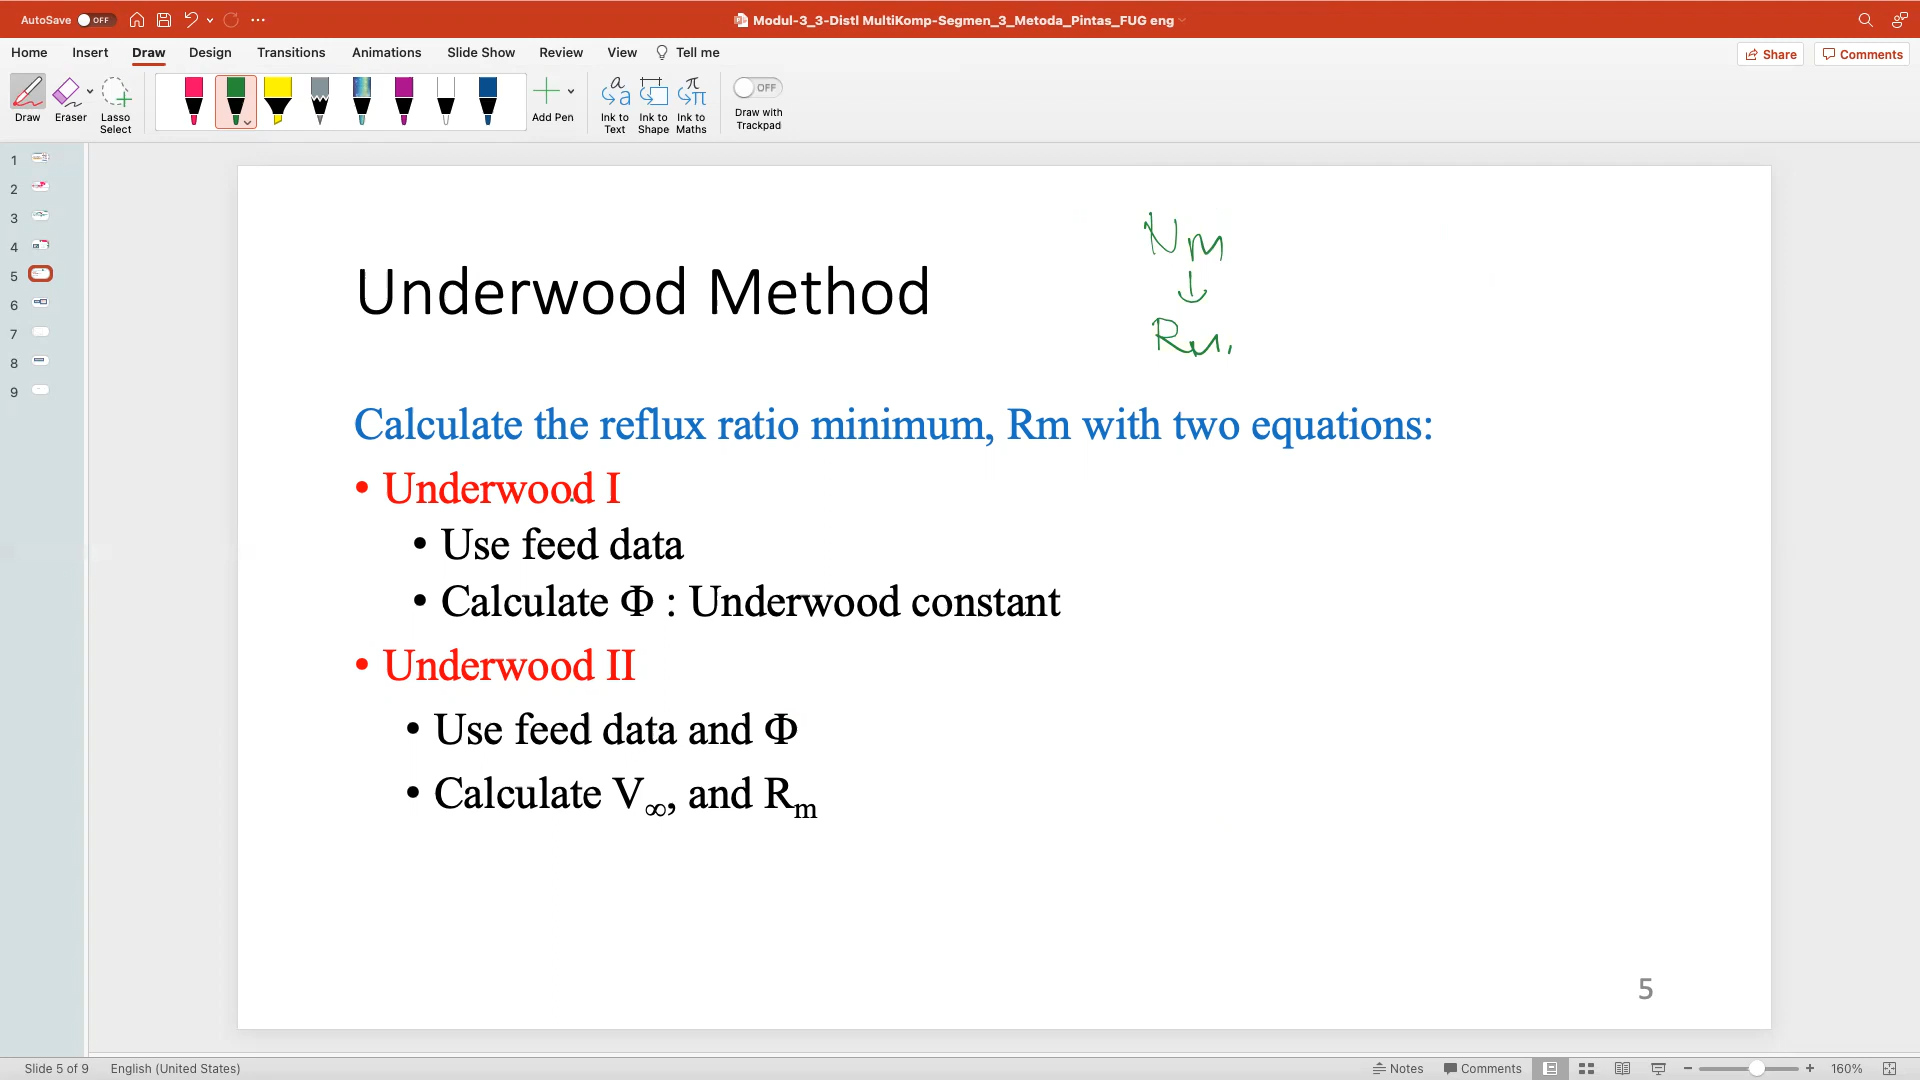 AutoSave OFF
Modul-3_3-Distl MultiKomp-Segmen_3_Metoda_Pintas_FUG eng
Home Insert Draw Design Transitions Animations Slide Show Review View Tell me
Share Comments
Draw Eraser Lasso Select Add Pen Ink to Text Ink to Shape Ink to Maths OFF Draw with Trackpad
1
2
3
4
5
6
7
8
9
Nm
↓
Rm.
Underwood Method
Calculate the reflux ratio minimum, Rm with two equations:
• Underwood I
• Use feed data
• Calculate Φ : Underwood constant
• Underwood II
• Use feed data and Φ
• Calculate V∞, and Rm
5
Slide 5 of 9 English (United States) Notes Comments 160%